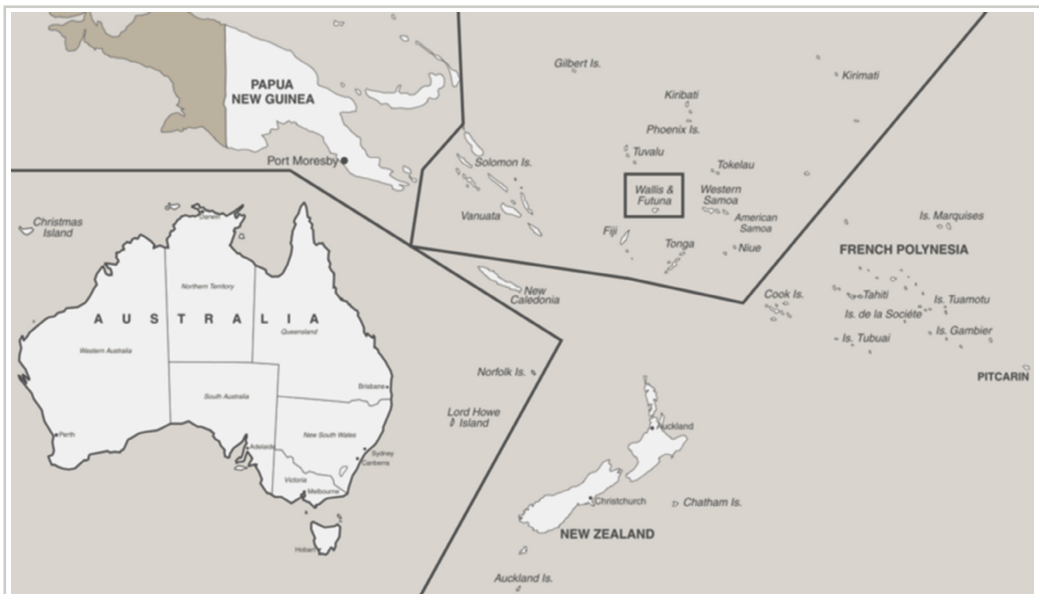 Gilbert Is.
Kirimati
PAPUA
NEW GUINEA
Kiribati
Phoenix Is.
Port Moresby
Solomon Is.
Tuvalu
Tokelau
Wallis &
Futuna
Western
Samoa
Vanuata
American
Samoa
Is. Marquises
Christmas
Island
Darwin
Fiji
Tonga
Niue
FRENCH POLYNESIA
Northern Territory
New
Caledonia
Cook Is.
Tahiti
Is. Tuamotu
Is. de la Sociéte
AUSTRALIA
Queensland
Is. Gambier
Is. Tubuai
Western Australia
Norfolk Is.
PITCARIN
Brisbane
South Australia
Lord Howe
Island
Auckland
Perth
New South Wales
Adelaide
Sydney
Canberra
Victoria
Melbourne
Christchurch
Chatham Is.
NEW ZEALAND
Hobart
Auckland Is.